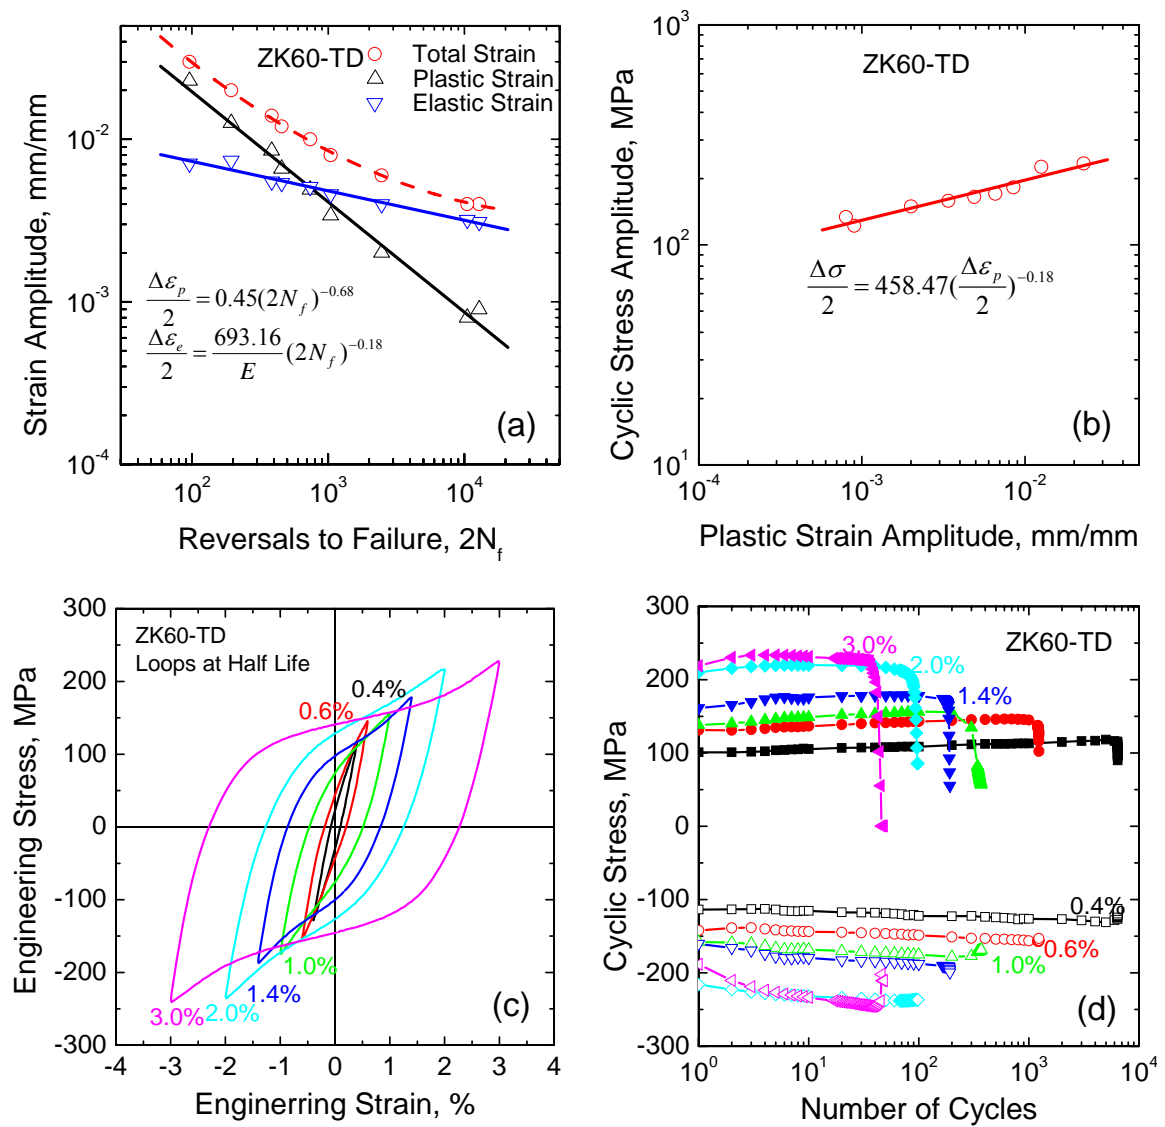 ZK60-TD
Total Strain
Plastic Strain
Elastic Strain
10^-2
10^-3
10^-4
Strain Amplitude, mm/mm
Δε_p/2 = 0.45(2N_f)^-0.68
Δε_e/2 = 693.16/E (2N_f)^-0.18
(a)
10^2
10^3
10^4
Reversals to Failure, 2N_f
10^3
10^2
10^1
Cyclic Stress Amplitude, MPa
ZK60-TD
Δσ/2 = 458.47(Δε_p/2)^-0.18
(b)
10^-4
10^-3
10^-2
Plastic Strain Amplitude, mm/mm
300
200
100
0
-100
-200
-300
Engineering Stress, MPa
ZK60-TD
Loops at Half Life
0.4%
0.6%
1.0%
1.4%
2.0%
3.0%
(c)
-4
-3
-2
-1
0
1
2
3
4
Enginerring Strain, %
300
200
100
0
-100
-200
-300
Cyclic Stress, MPa
ZK60-TD
3.0%
2.0%
1.4%
0.4%
0.6%
1.0%
(d)
10^0
10^1
10^2
10^3
10^4
Number of Cycles